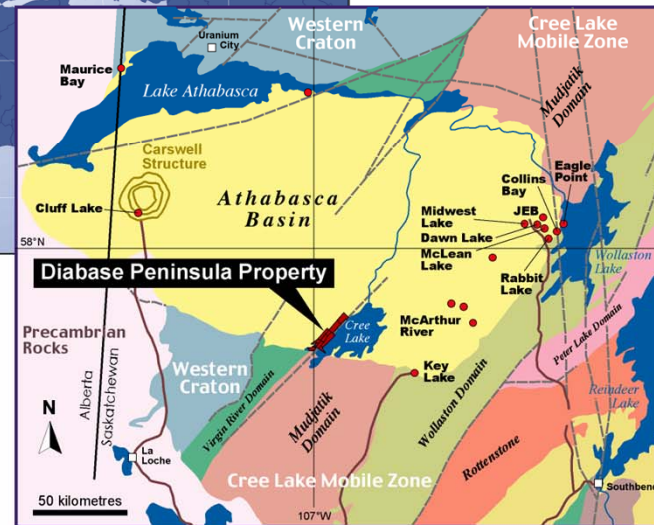 Western
Craton
Uranium
City
Cree Lake
Mobile Zone
Maurice
Bay
Lake Athabasca
Mudjatik
Domain
Carswell
Structure
Collins
Bay
Eagle
Point
Athabasca
Basin
Cluff Lake
Midwest
Lake
JEB
Dawn Lake
McLean
Lake
58°N
Rabbit
Lake
Wollaston
Lake
Diabase Peninsula Property
Cree
Lake
McArthur
River
Peter Lake Domain
Precambrian
Rocks
Western
Craton
Virgin River Domain
Key
Lake
Wollaston Domain
Reindeer
Lake
Alberta
Saskatchewan
N
Mudjatik
Domain
Rottenstone
La
Loche
Cree Lake Mobile Zone
Southbend
50 kilometres
107°W